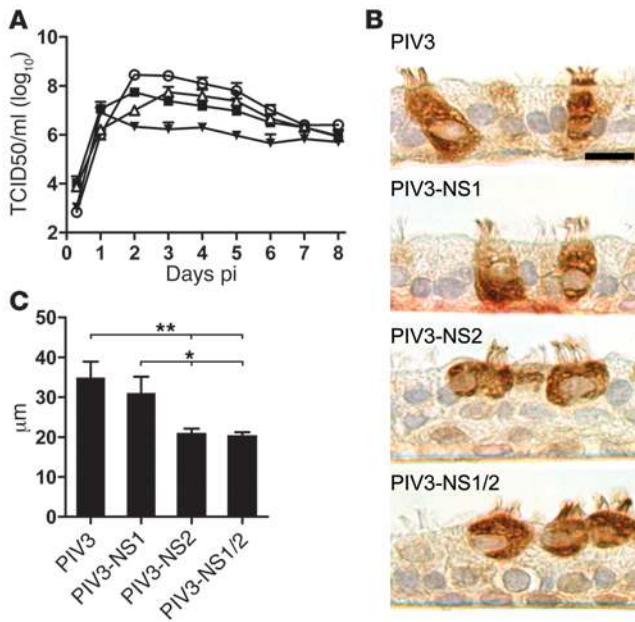 A
TCID50/ml (log10)
10
8
6
4
2
0 1 2 3 4 5 6 7 8
Days pi
B
PIV3
PIV3-NS1
PIV3-NS2
PIV3-NS1/2
C
μm
50
40
30
20
10
0
**
*
PIV3
PIV3-NS1
PIV3-NS2
PIV3-NS1/2